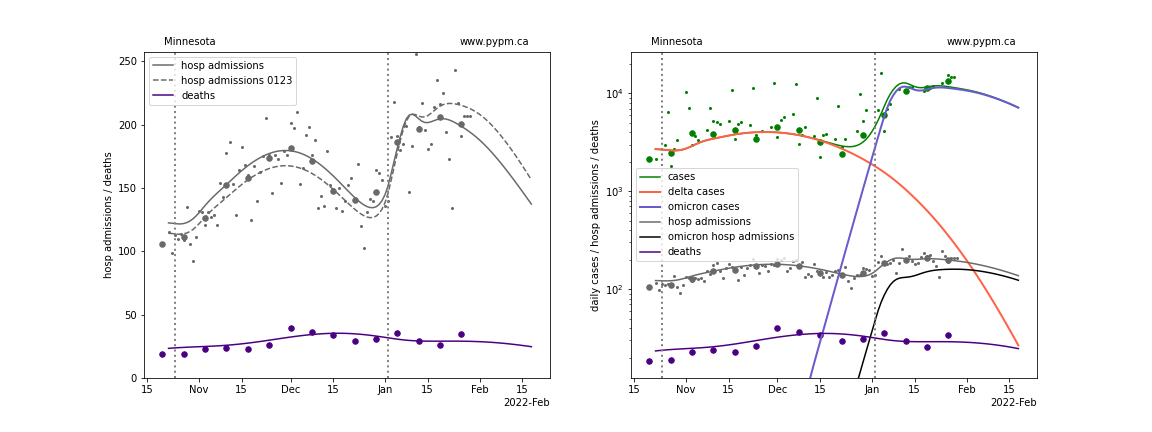 Minnesota www.pypm.ca
hosp admissions
hosp admissions 0123
deaths
hosp admissions / deaths
250
200
150
100
50
0
15 Nov 15 Dec 15 Jan 15 Feb 15
2022-Feb
Minnesota www.pypm.ca
cases
delta cases
omicron cases
hosp admissions
omicron hosp admissions
deaths
daily cases / hosp admissions / deaths
10⁴
10³
10²
15 Nov 15 Dec 15 Jan 15 Feb 15
2022-Feb